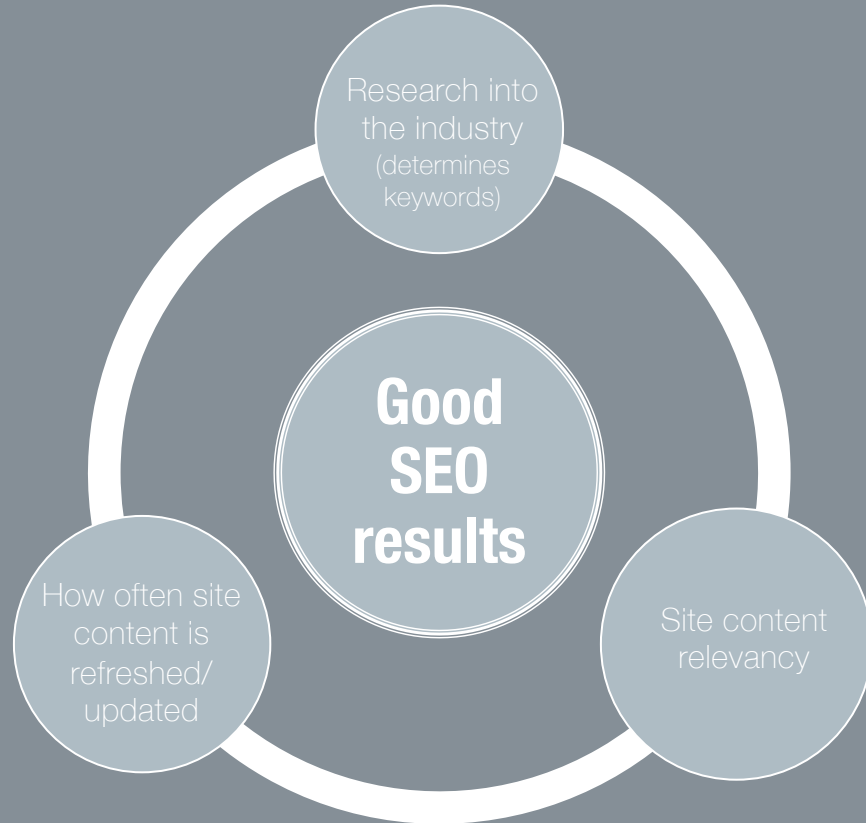 Research into
the industry
(determines
keywords)
Good
SEO
results
How often site
content is
refreshed/
updated
Site content
relevancy